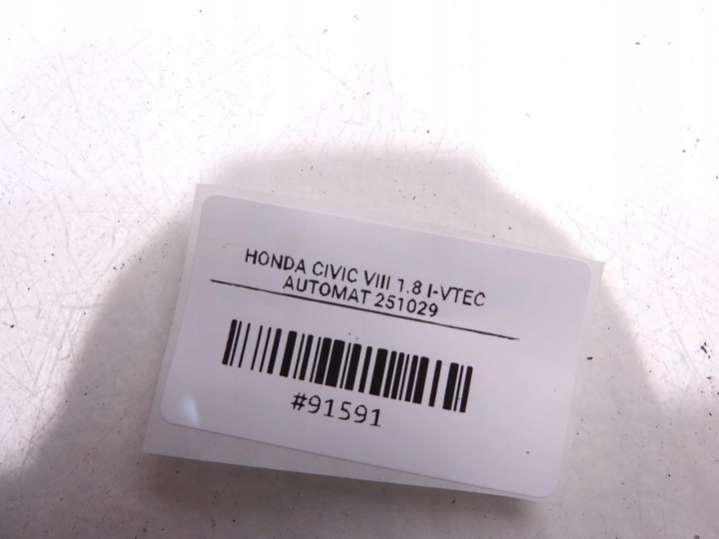 HONDA CIVIC VIII 1.8 I-VTEC
AUTOMAT 251029
#91591